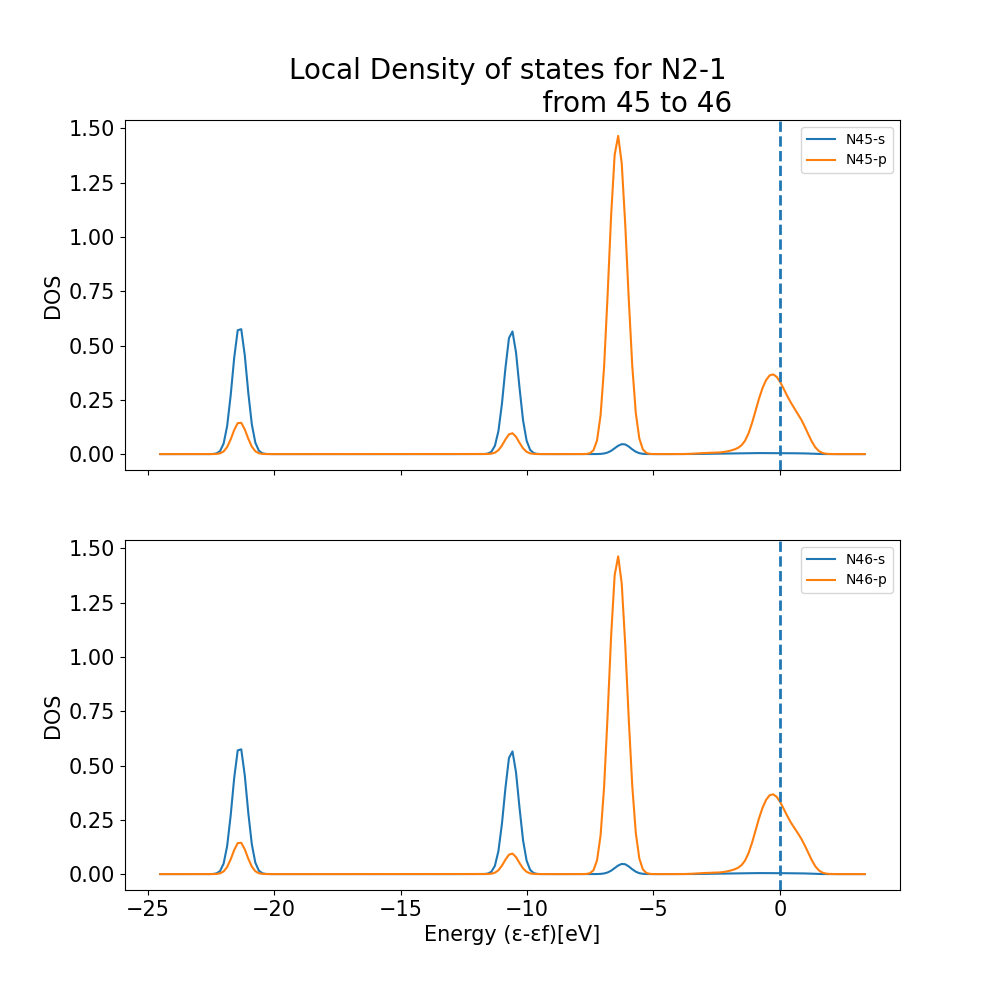 Local Density of states for N2-1
from 45 to 46
1.50
1.25
1.00
0.75
0.50
0.25
0.00
DOS
N45-s
N45-p
1.50
1.25
1.00
0.75
0.50
0.25
0.00
DOS
N46-s
N46-p
−25 −20 −15 −10 −5 0
Energy (ε-εf)[eV]